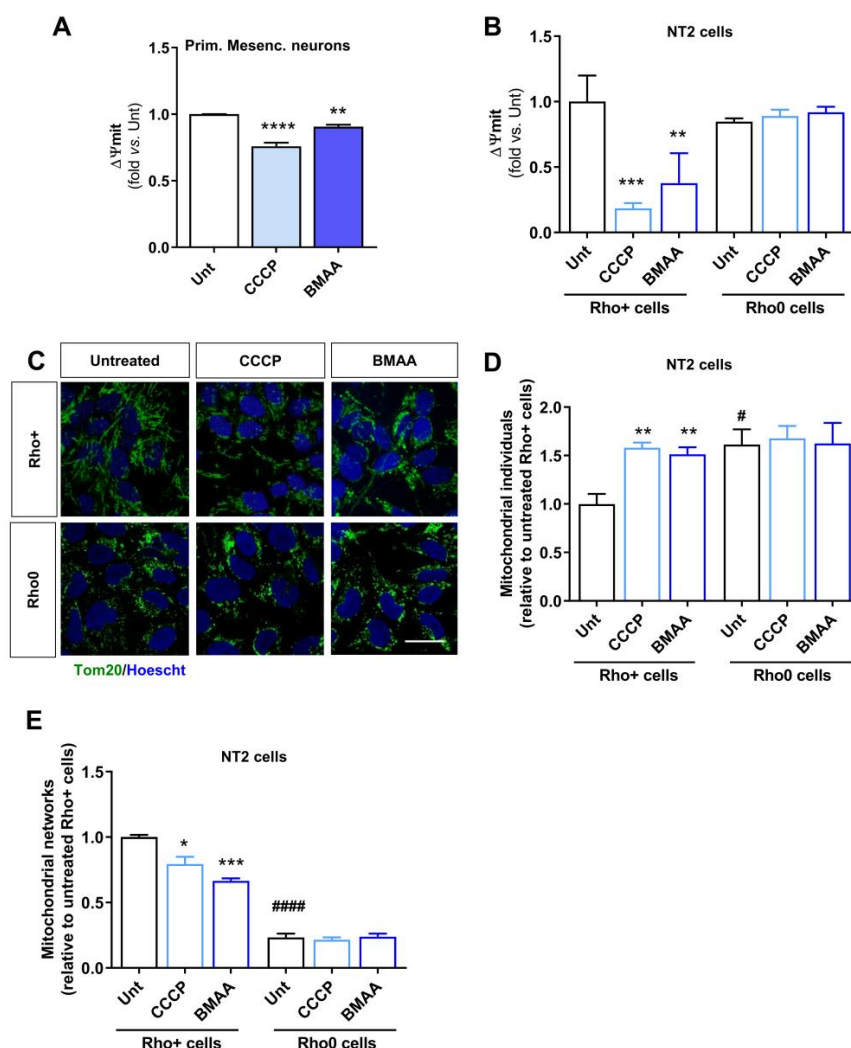 A
Prim. Mesenc. neurons
ΔΨmit
(fold vs. Unt)
1.5
1.0
0.5
0.0
Unt
CCCP
BMAA
****
**
B
NT2 cells
ΔΨmit
(fold vs. Unt)
1.5
1.0
0.5
0.0
***
**
Unt
CCCP
BMAA
Unt
CCCP
BMAA
Rho+ cells
Rho0 cells
C
Untreated
CCCP
BMAA
Rho+
Rho0
Tom20/Hoescht
D
NT2 cells
Mitochondrial individuals
(relative to untreated Rho+ cells)
2.0
1.5
1.0
0.5
0.0
**
**
#
Unt
CCCP
BMAA
Unt
CCCP
BMAA
Rho+ cells
Rho0 cells
E
NT2 cells
Mitochondrial networks
(relative to untreated Rho+ cells)
1.5
1.0
0.5
0.0
*
***
####
Unt
CCCP
BMAA
Unt
CCCP
BMAA
Rho+ cells
Rho0 cells